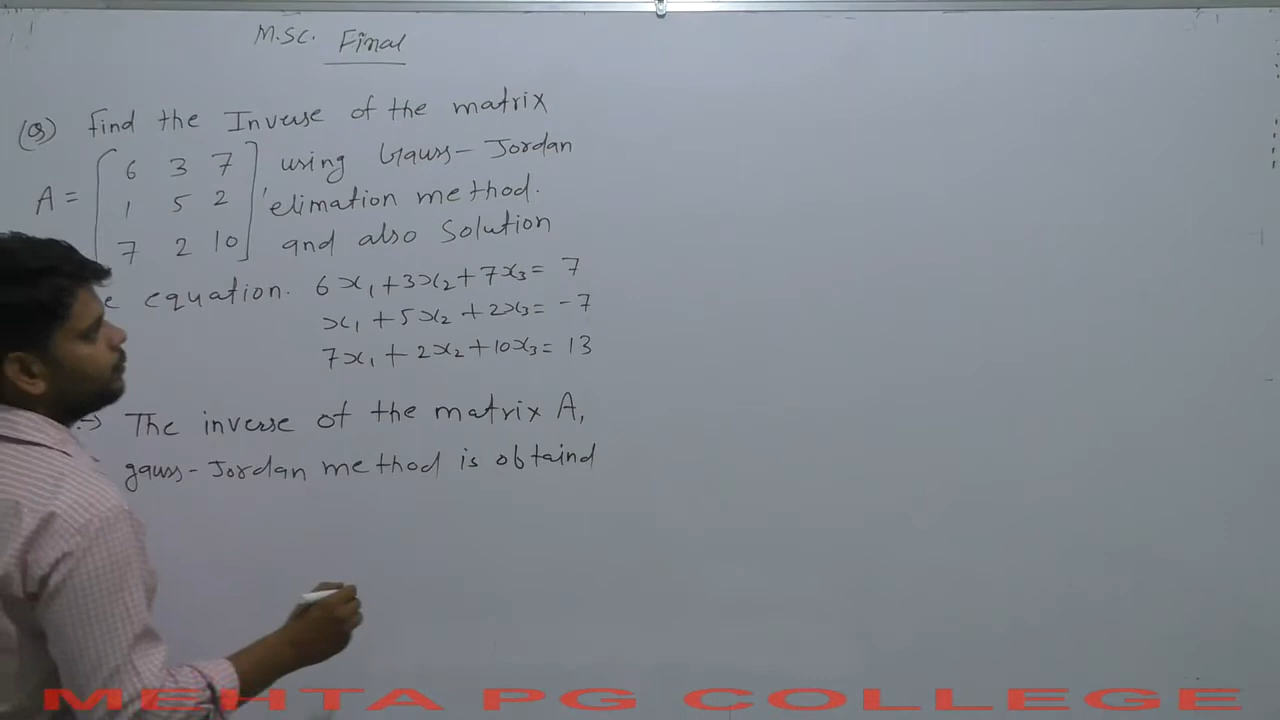 M.SC. Final
(Q) Find the Inverse of the matrix
A = [ 6 3 7 using Gauss-Jordan
1 5 2 elimation method.
7 2 10 ] and also Solution
equation. 6x₁ + 3x₂ + 7x₃ = 7
x₁ + 5x₂ + 2x₃ = -7
7x₁ + 2x₂ + 10x₃ = 13
→ The inverse of the matrix A,
gauss-Jordan method is obtaind
MEHTA PG COLLEGE